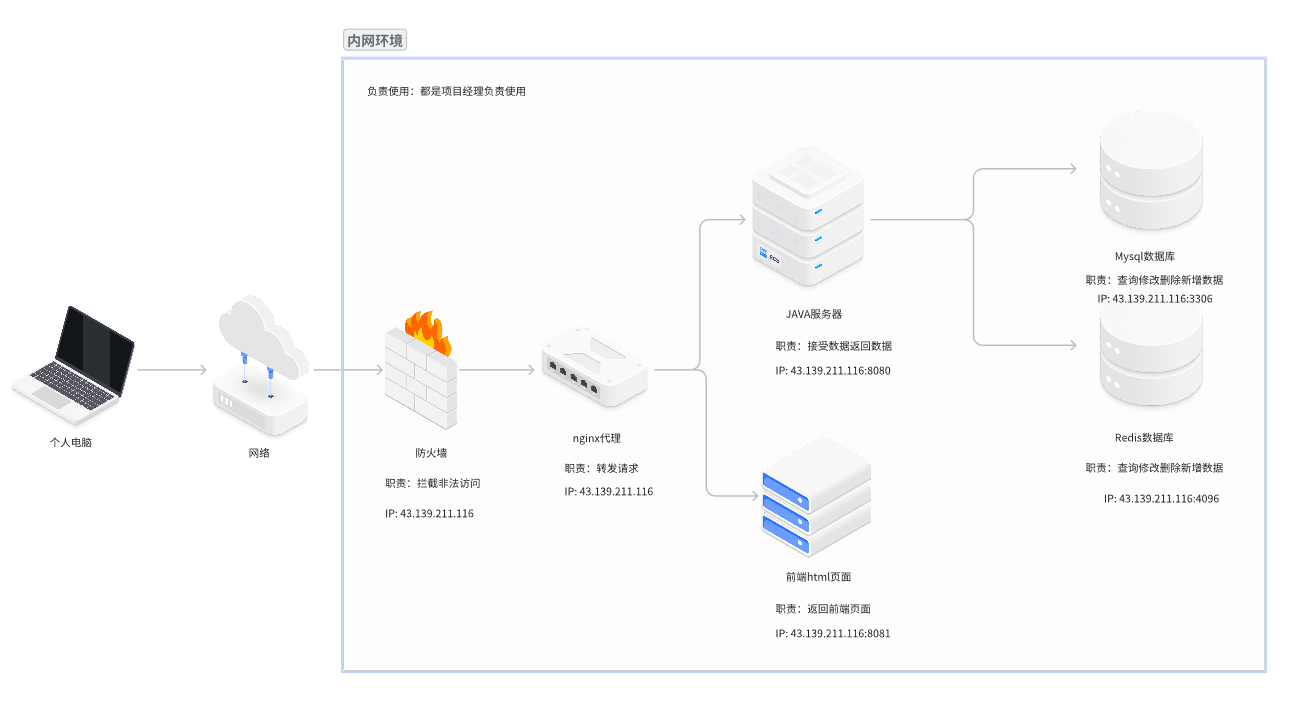 内网环境
负责使用：都是项目经理负责使用
个人电脑
网络
防火墙
职责：拦截非法访问
IP: 43.139.211.116
nginx代理
职责：转发请求
IP: 43.139.211.116
ECS
JAVA服务器
职责：接受数据返回数据
IP: 43.139.211.116:8080
前端html页面
职责：返回前端页面
IP: 43.139.211.116:8081
Mysql数据库
职责：查询修改删除新增数据
IP: 43.139.211.116:3306
Redis数据库
职责：查询修改删除新增数据
IP: 43.139.211.116:4096